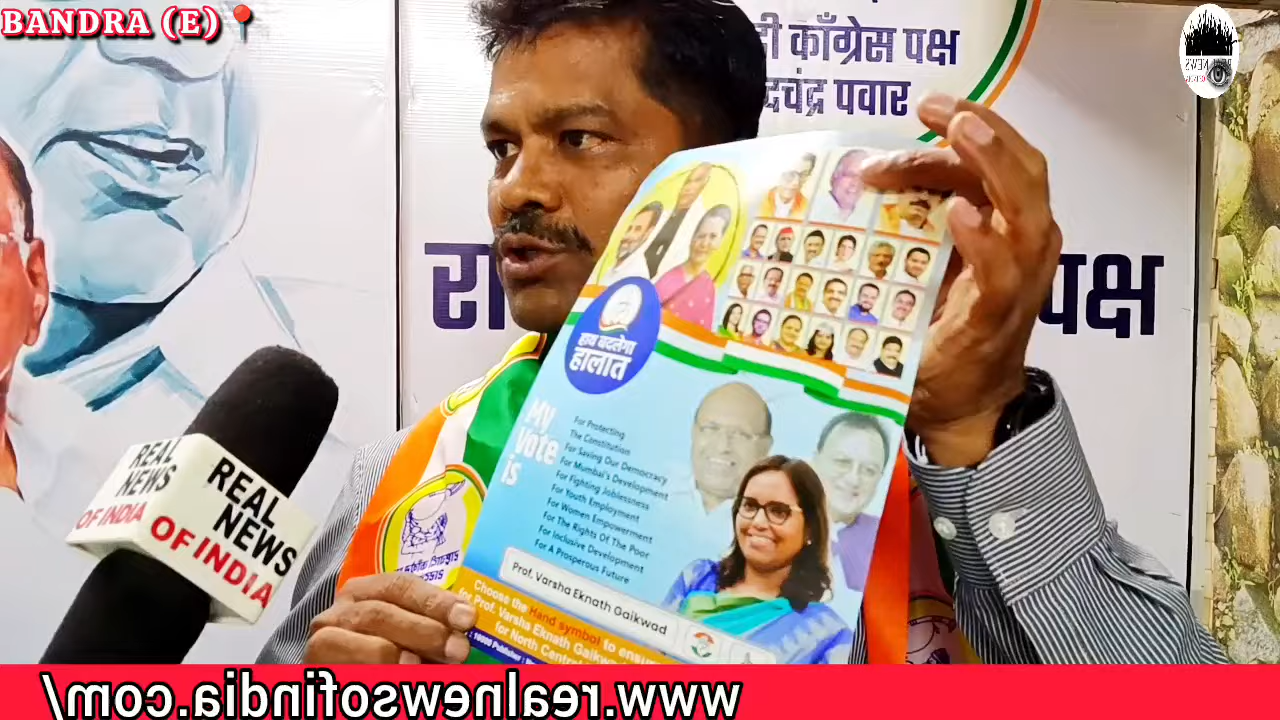 BANDRA (E)
दी काँग्रेस पक्ष
दचंद्र पवार
रा
पक्ष
हाथ बदलेगा
हालात
My
Vote
is
For Protecting
The Constitution
For Saving Our Democracy
For Mumbai's Development
For Fighting Joblessness
For Youth Employment
For Women Empowerment
For The Rights Of The Poor
For Inclusive Development
For A Prosperous Future
Prof. Varsha Eknath Gaikwad
Choose the Hand symbol to ensu
for Prof. Varsha Eknath Gaikw
for North Centr
REAL
NEWS
OF INDIA
REAL
NEWS
OF INDIA
www.realnewsofindia.com/